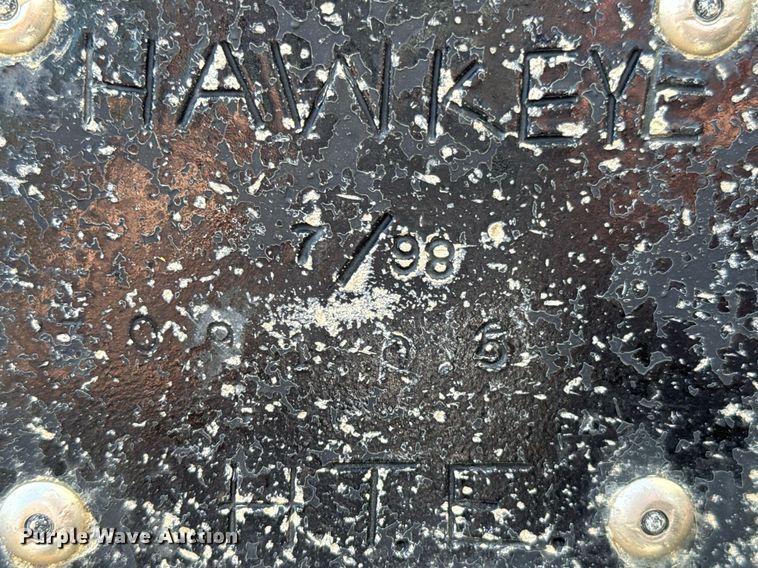 HAWKEYE
7/98
H.T.E.
Purple Wave Auction